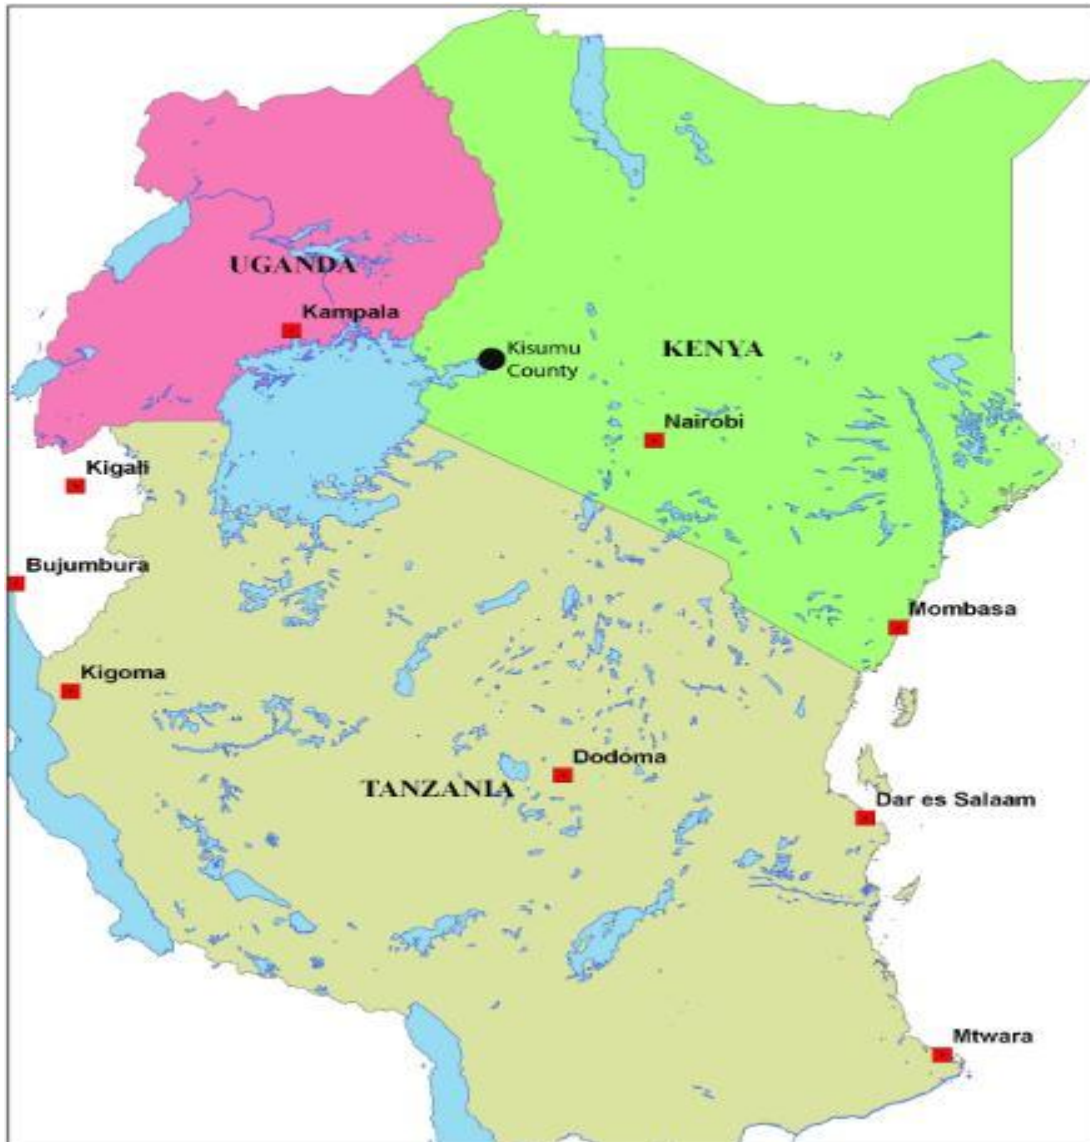 UGANDA
Kampala
Kisumu
County
KENYA
Nairobi
Kigali
Bujumbura
Mombasa
Kigoma
Dodoma
TANZANIA
Dar es Salaam
Mtwara